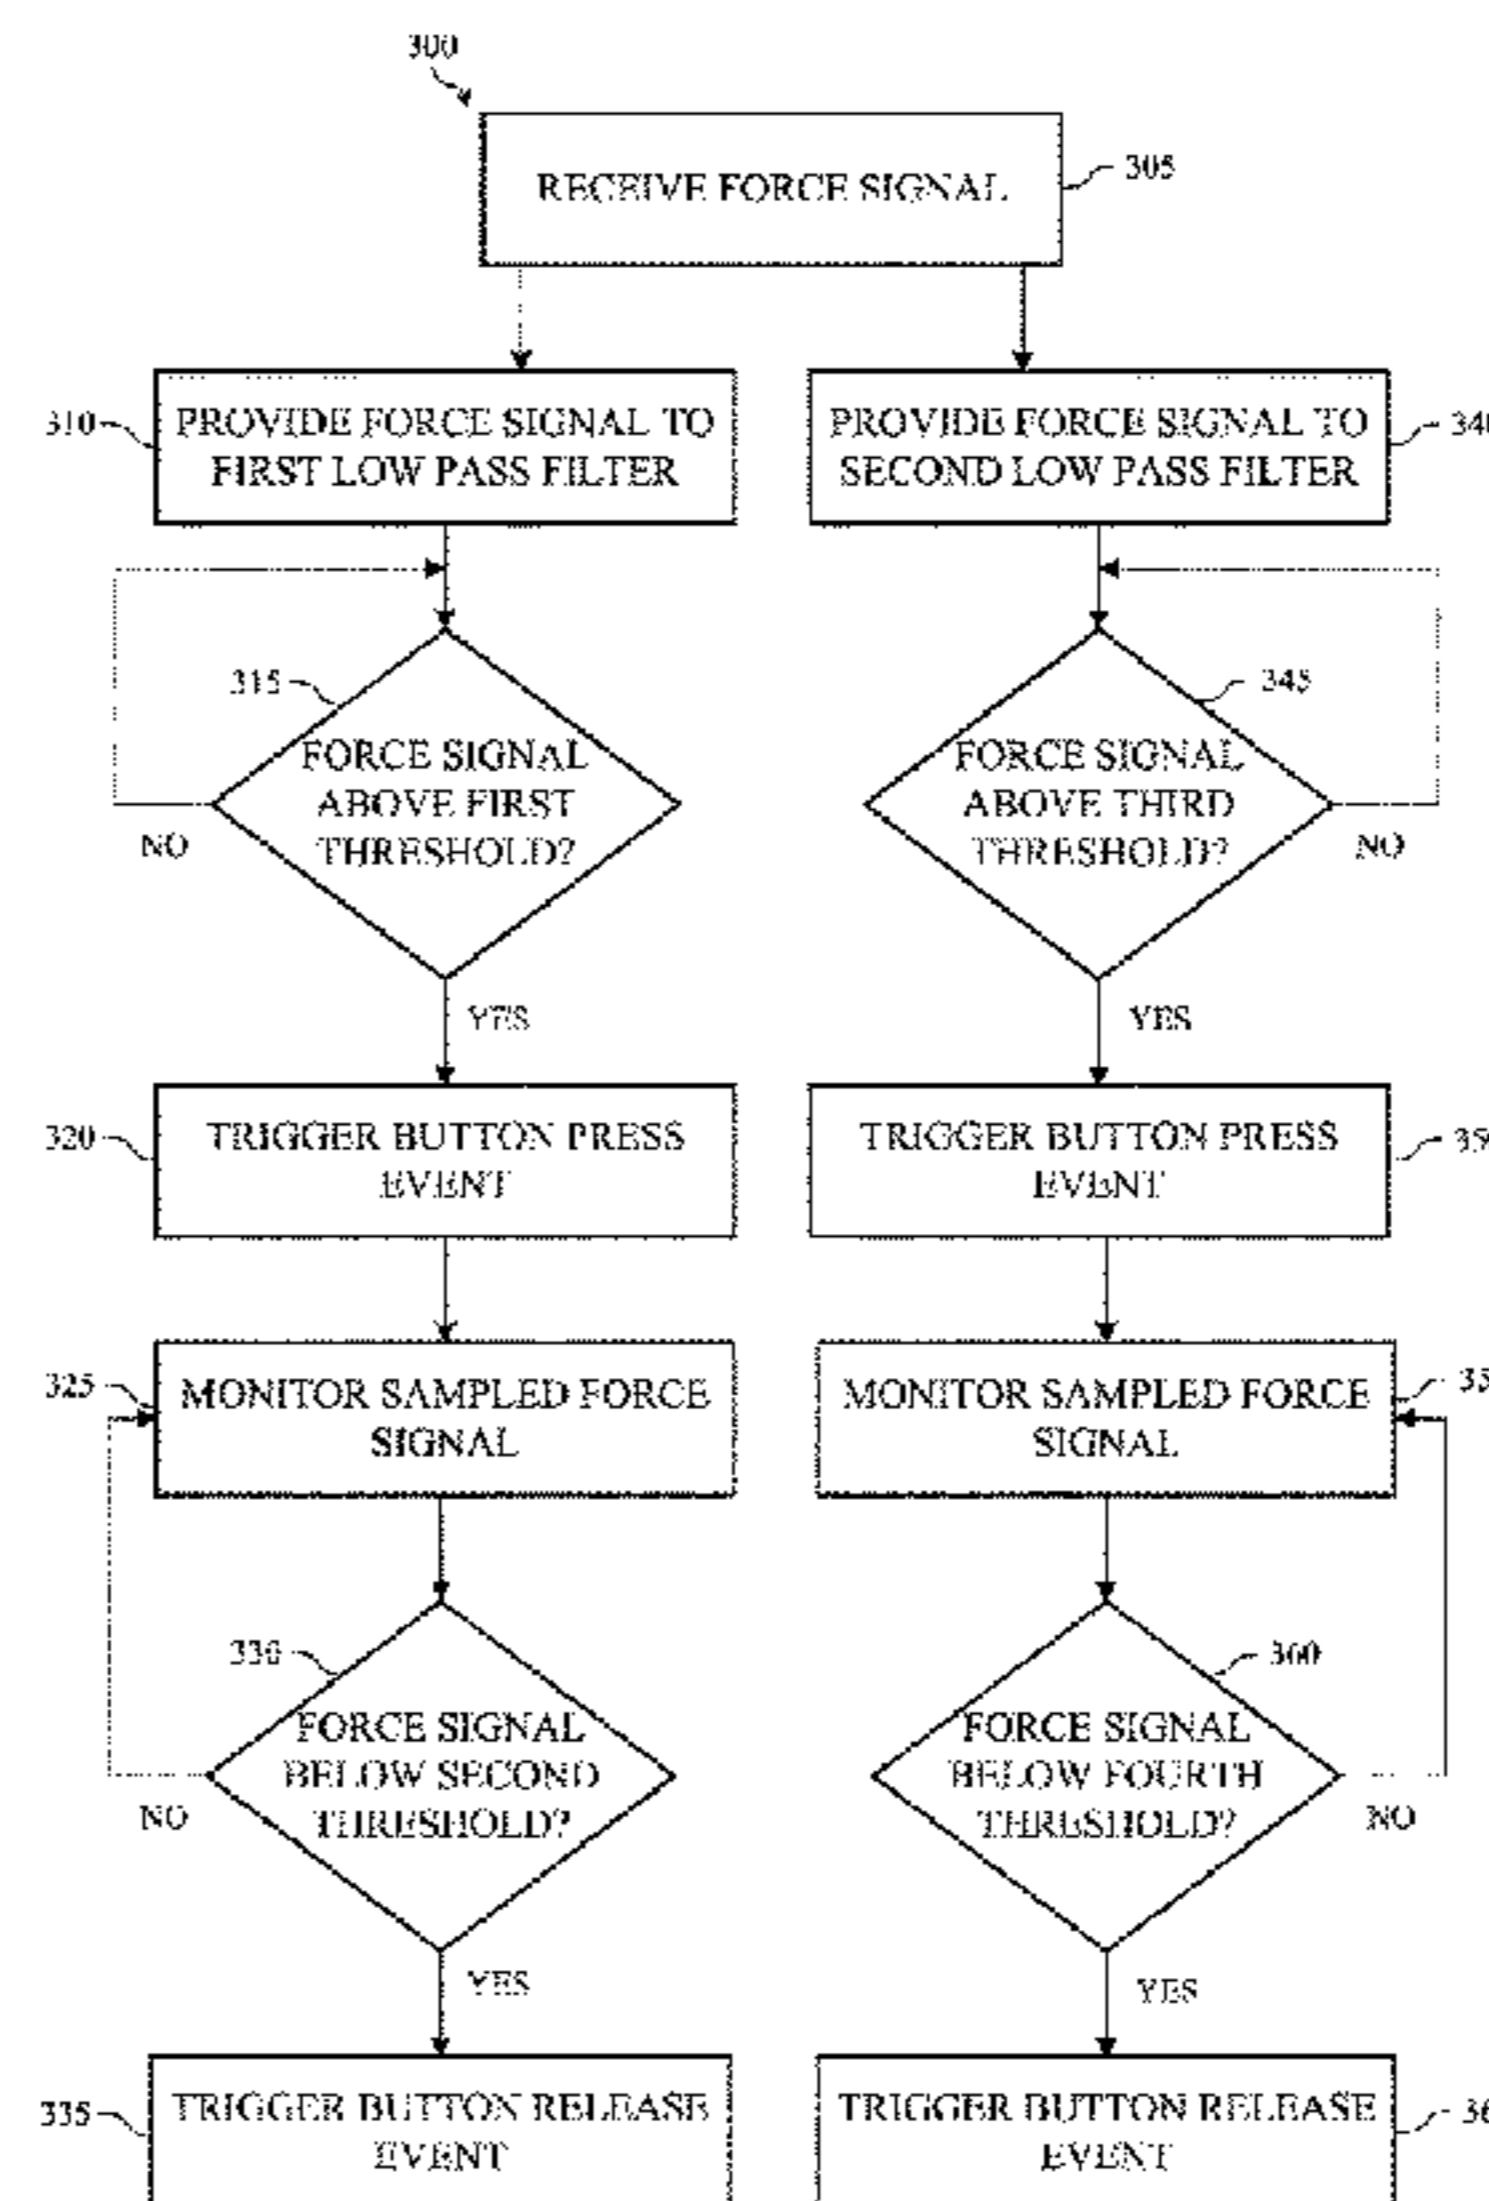 300
RECEIVE FORCE SIGNAL
305
310
PROVIDE FORCE SIGNAL TO
FIRST LOW PASS FILTER
PROVIDE FORCE SIGNAL TO
SECOND LOW PASS FILTER
340
315
FORCE SIGNAL
ABOVE FIRST
THRESHOLD?
NO
YES
345
FORCE SIGNAL
ABOVE THIRD
THRESHOLD?
NO
YES
320
TRIGGER BUTTON PRESS
EVENT
TRIGGER BUTTON PRESS
EVENT
325
MONITOR SAMPLED FORCE
SIGNAL
MONITOR SAMPLED FORCE
SIGNAL
330
FORCE SIGNAL
BELOW SECOND
THRESHOLD?
NO
YES
360
FORCE SIGNAL
BELOW FOURTH
THRESHOLD?
NO
YES
335
TRIGGER BUTTON RELEASE
EVENT
TRIGGER BUTTON RELEASE
EVENT